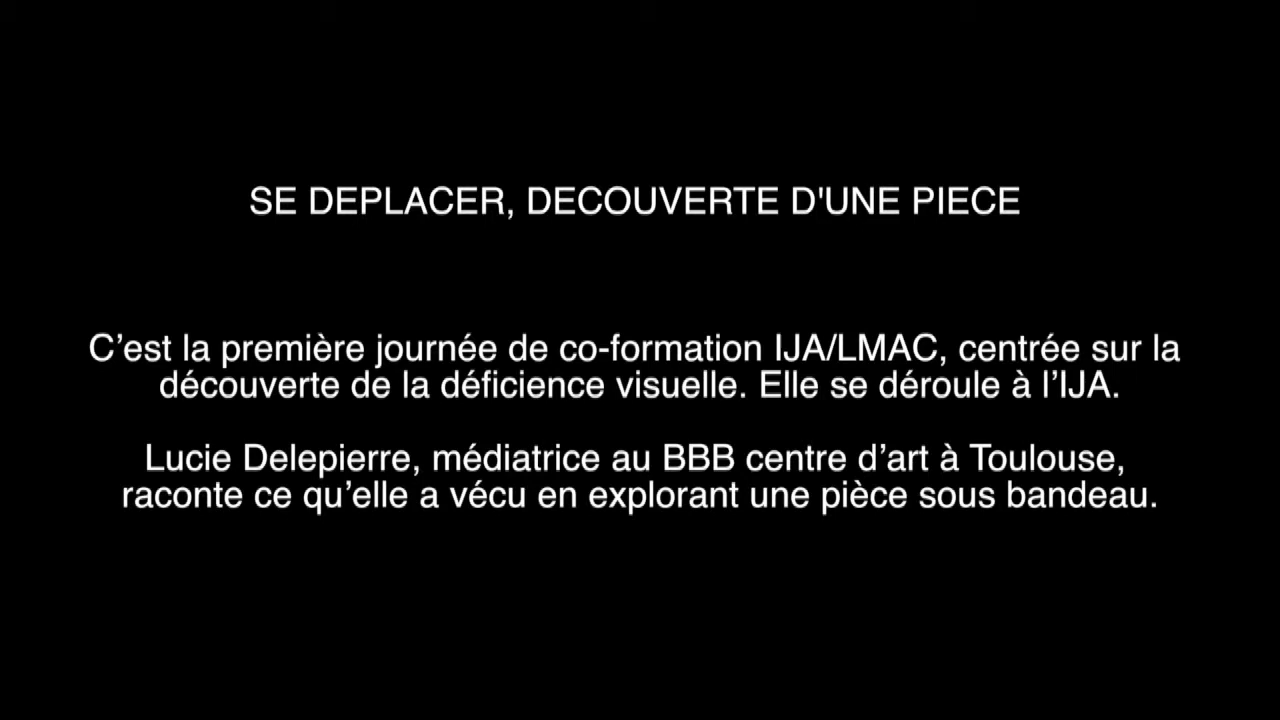 SE DEPLACER, DECOUVERTE D'UNE PIECE
C’est la première journée de co-formation IJA/LMAC, centrée sur la
découverte de la déficience visuelle. Elle se déroule à l’IJA.
Lucie Delepierre, médiatrice au BBB centre d’art à Toulouse,
raconte ce qu’elle a vécu en explorant une pièce sous bandeau.